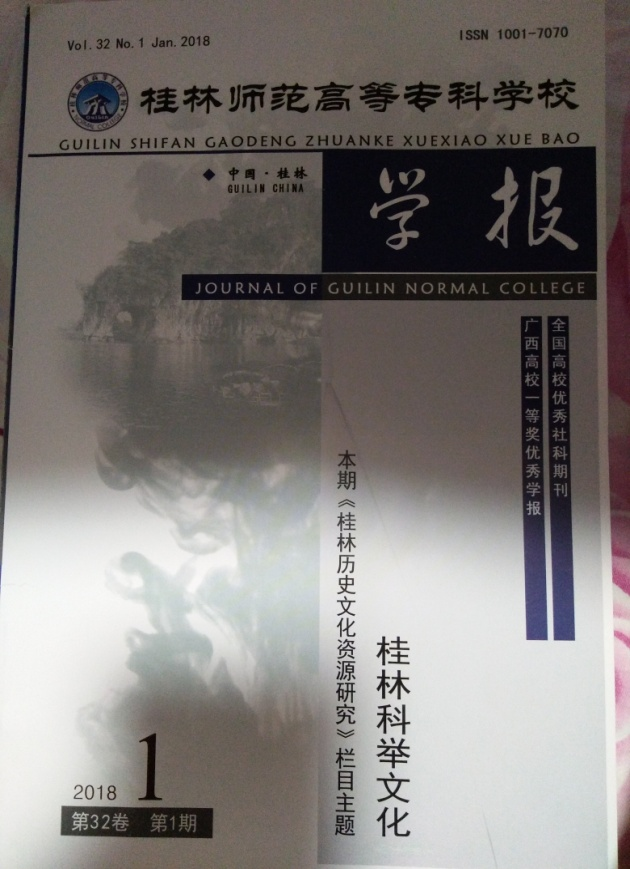 Vol. 32 No. 1 Jan. 2018
ISSN 1001-7070
桂林师范高等专科学校
GUILIN SHIFAN GAODENG ZHUANKE XUEXIAO XUE BAO
中国·桂林
GUILIN CHINA
学报
JOURNAL OF GUILIN NORMAL COLLEGE
全国高校优秀社科期刊
广西高校一等奖优秀学报
本期《桂林历史文化资源研究》栏目主题
桂林科举文化
2018 1
第32卷 第1期